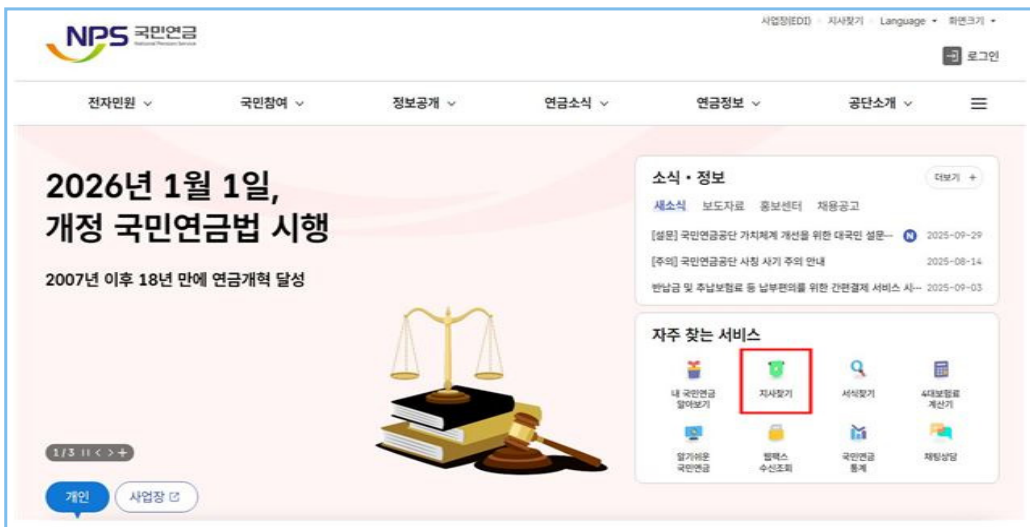 사업장(EDI) 지사찾기 Language 화면크기
NPS 국민연금
National Pension Service
로그인
전자민원 국민참여 정보공개 연금소식 연금정보 공단소개
2026년 1월 1일,
개정 국민연금법 시행
2007년 이후 18년 만에 연금개혁 달성
1/3
개인 사업장
소식 • 정보 더보기 +
새소식 보도자료 홍보센터 채용공고
[설문] 국민연금공단 가치체계 개선을 위한 대국민 설문… N 2025-09-29
[주의] 국민연금공단 사칭 사기 주의 안내 2025-08-14
반납금 및 추납보험료 등 납부편의를 위한 간편결제 서비스 시… 2025-09-03
자주 찾는 서비스
내 국민연금 지사찾기 서식찾기 4대보험료
알아보기 계산기
알기쉬운 웹팩스 국민연금 채팅상담
국민연금 수신조회 통계